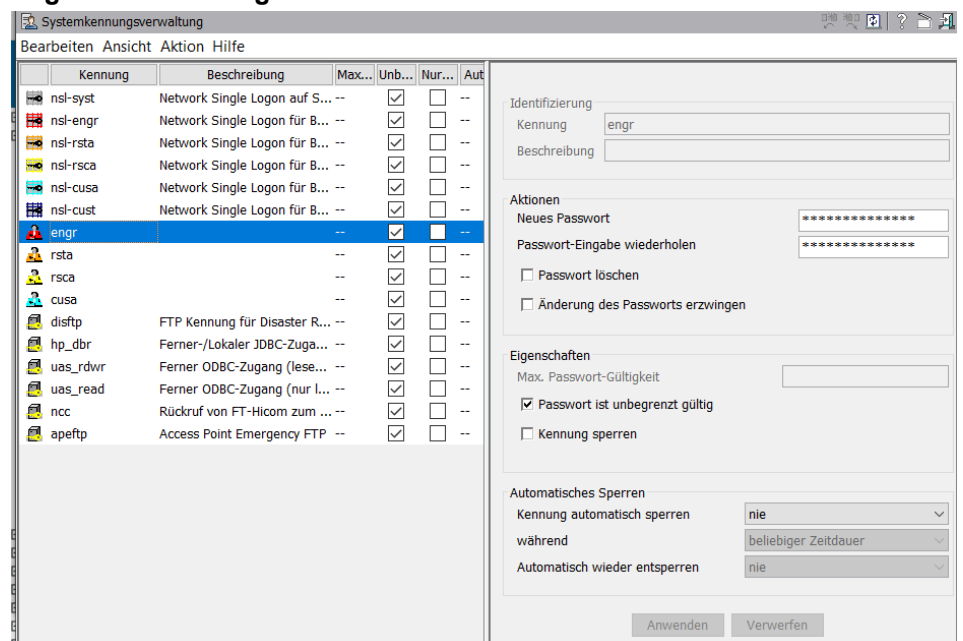 Systemkennungsverwaltung
Bearbeiten Ansicht Aktion Hilfe
Kennung Beschreibung Max... Unb... Nur... Aut
nsl-syst Network Single Logon auf S... --  --
nsl-engr Network Single Logon für B... -- --
nsl-rsta Network Single Logon für B... -- --
nsl-rsca Network Single Logon für B... -- --
nsl-cusa Network Single Logon für B... -- --
nsl-cust Network Single Logon für B... -- --
engr -- --
rsta -- --
rsca -- --
cusa -- --
disftp FTP Kennung für Disaster R... -- --
hp_dbr Ferner-/Lokaler JDBC-Zuga... -- --
uas_rdwr Ferner ODBC-Zugang (lese... -- --
uas_read Ferner ODBC-Zugang (nur l... -- --
ncc Rückruf von FT-Hicom zum ... -- --
apeftp Access Point Emergency FTP -- --
Identifizierung
Kennung engr
Beschreibung
Aktionen
Neues Passwort **************
Passwort-Eingabe wiederholen **************
Passwort löschen
Änderung des Passworts erzwingen
Eigenschaften
Max. Passwort-Gültigkeit
Passwort ist unbegrenzt gültig
Kennung sperren
Automatisches Sperren
Kennung automatisch sperren nie
während beliebiger Zeitdauer
Automatisch wieder entsperren nie
Anwenden Verwerfen